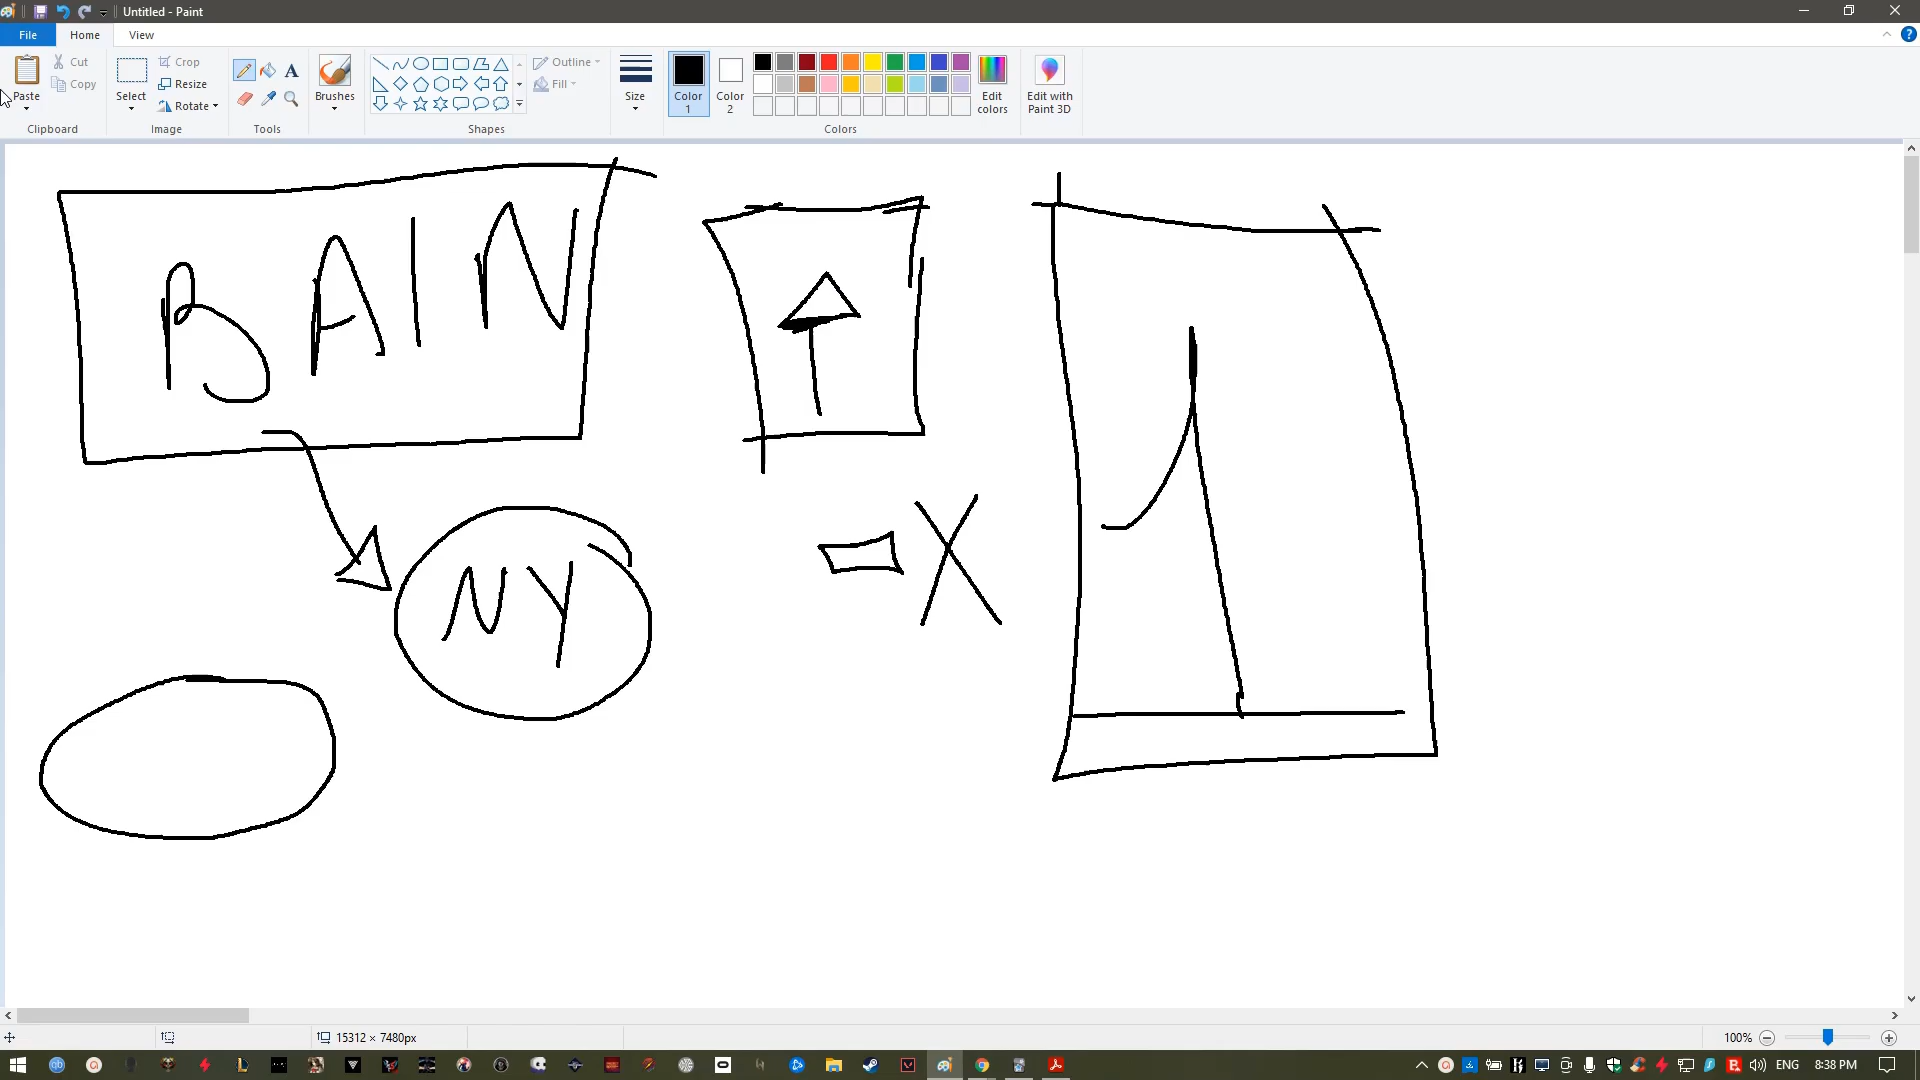 Untitled - Paint
File
Home
View
Paste
Cut
Copy
Clipboard
Select
Crop
Resize
Rotate
Image
A
Tools
Brushes
Shapes
Outline
Fill
Size
Color 1
Color 2
Edit colors
Colors
Edit with Paint 3D
BAIN
NY
X
1
15312 × 7480px
100%
ENG
8:38 PM